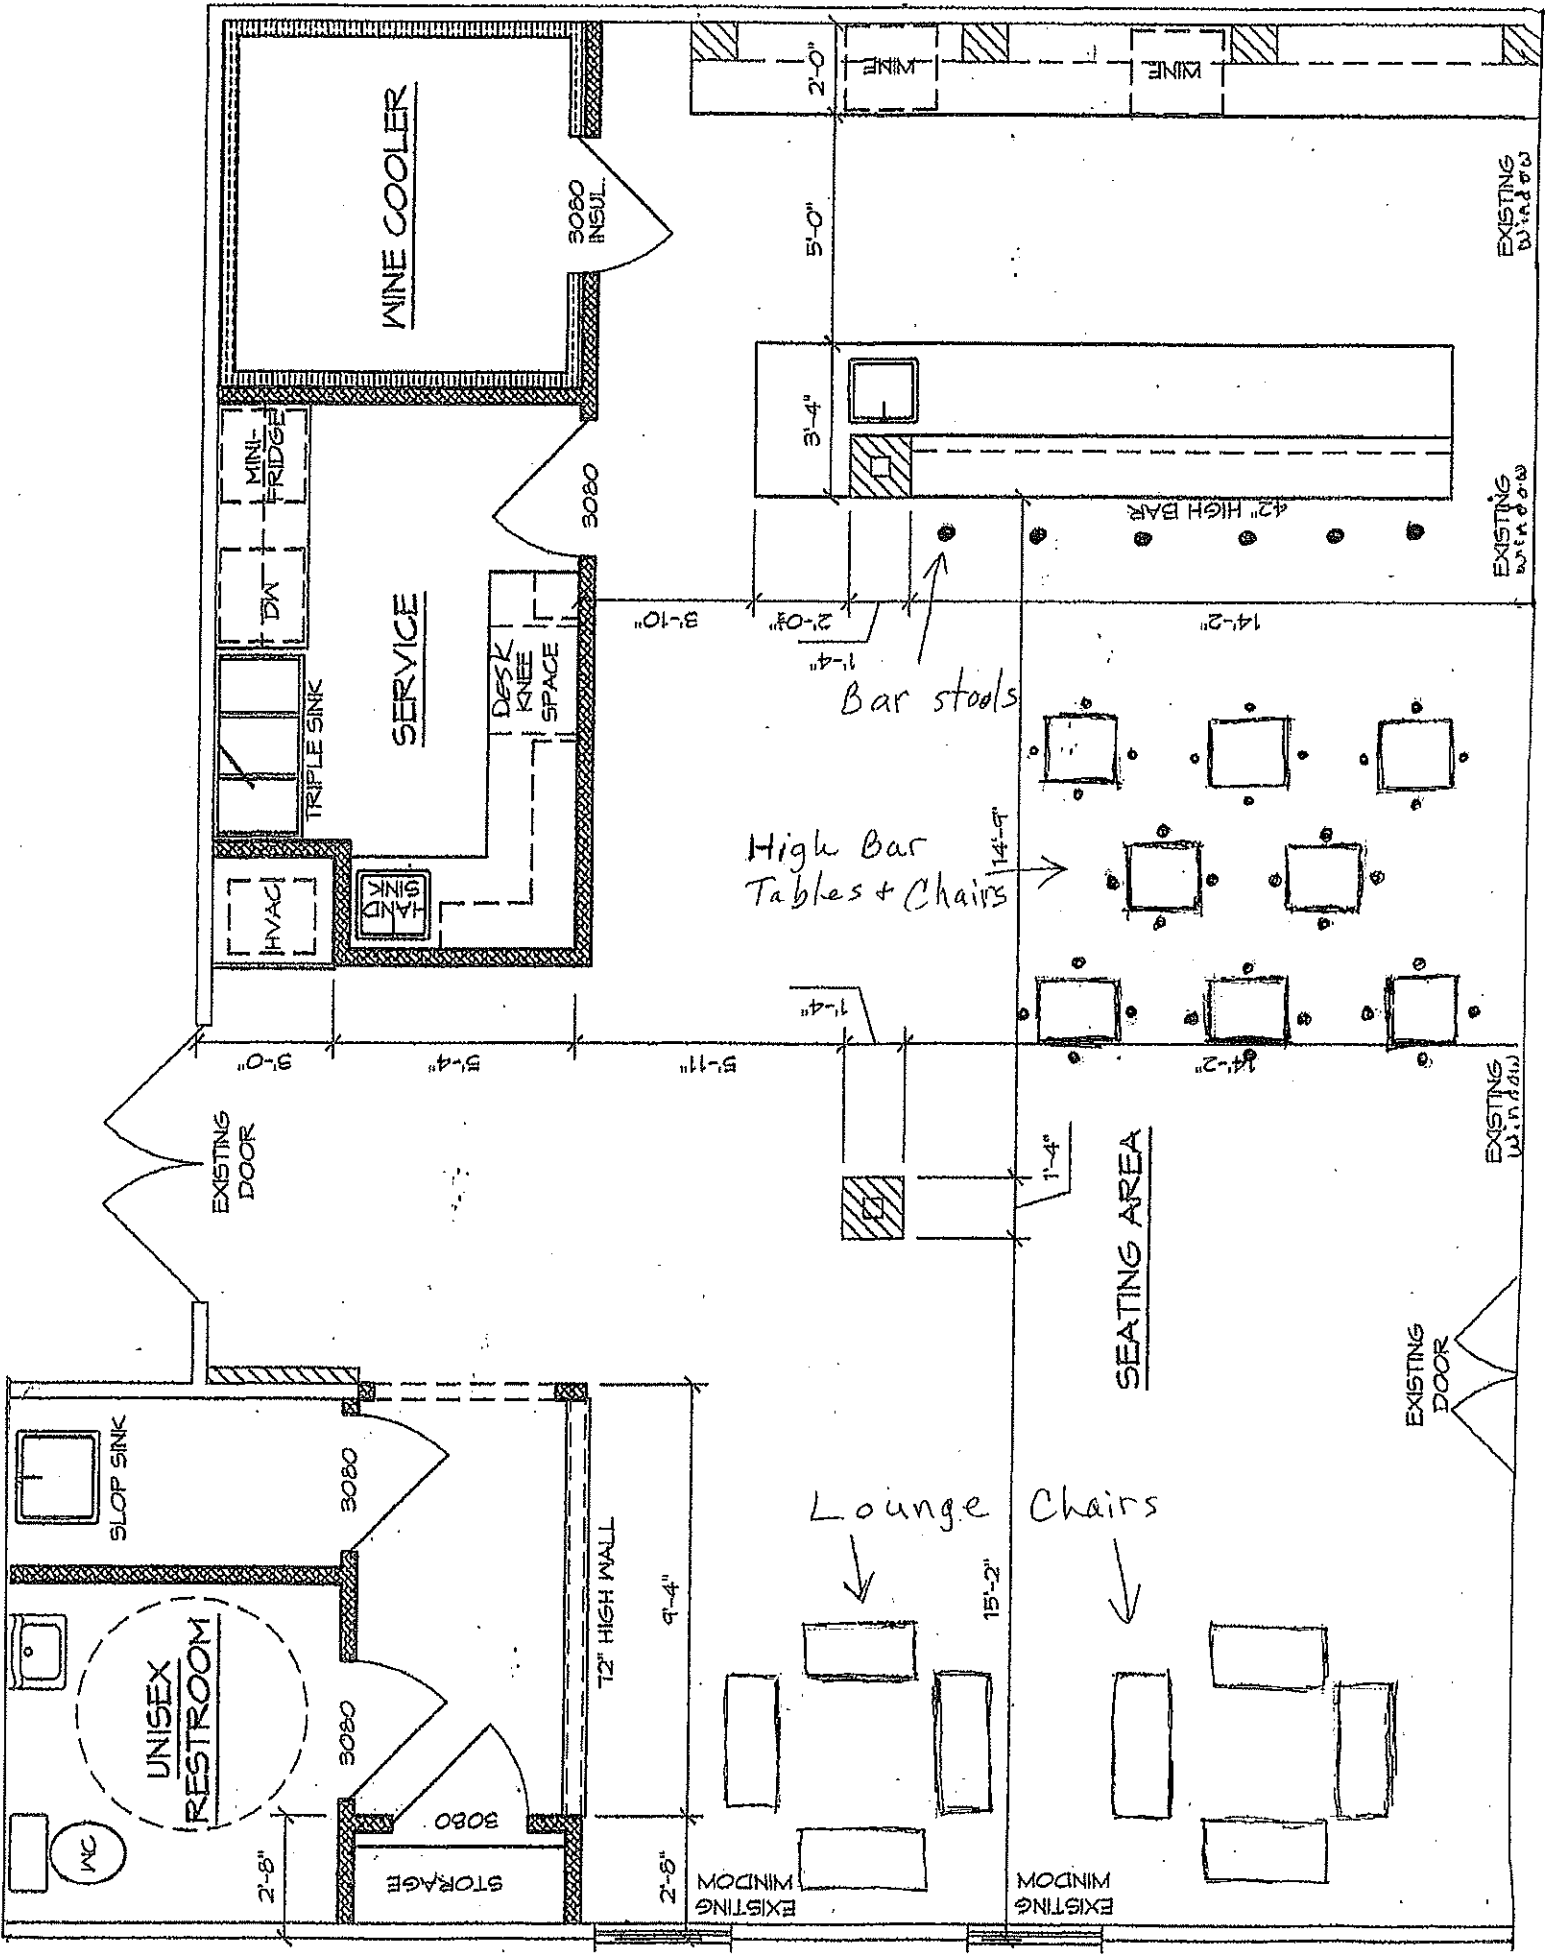 WINE COOLER
3080
INSUL.
2'-0"
WINE
WINE
5'-0"
EXISTING
Window
MINI-
FRIDGE
DW
TRIPLE SINK
SERVICE
DESK
KNEE
SPACE
3080
3'-4"
42" HIGH BAR
EXISTING
window
3'-10"
2'-0½"
1'-4"
14'-2"
Bar stools
High Bar
Tables + Chairs
14'-9"
HVAC
HAND
SINK
3'-0"
5'-4"
5'-11"
1'-4"
14'-2"
EXISTING
Window
EXISTING
DOOR
1'-4"
SEATING AREA
EXISTING
DOOR
SLOP SINK
3080
72" HIGH WALL
9'-4"
Lounge Chairs
15'-2"
UNISEX
RESTROOM
3080
WC
2'-8"
3080
STORAGE
2'-8"
EXISTING
WINDOW
EXISTING
WINDOW